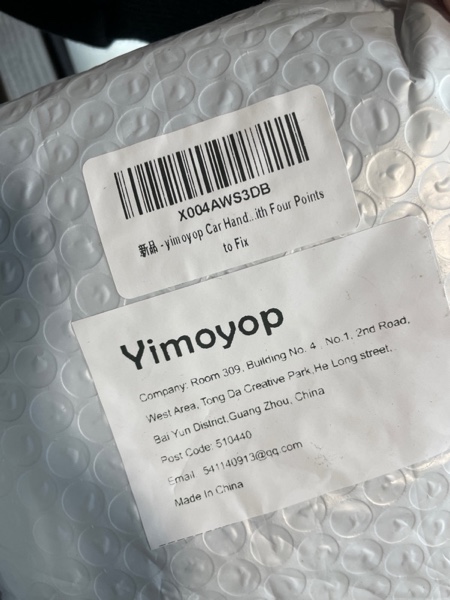 X004AWS3DB
新品 - yimoyop Car Hand...ith Four Points
to Fix
Yimoyop
Company: Room 309, Building No. 4 , No.1, 2nd Road,
West Area, Tong Da Creative Park,He Long street,
Bai Yun District,Guang Zhou, China
Post Code: 510440
Email : 541140913@qq.com
Made In China